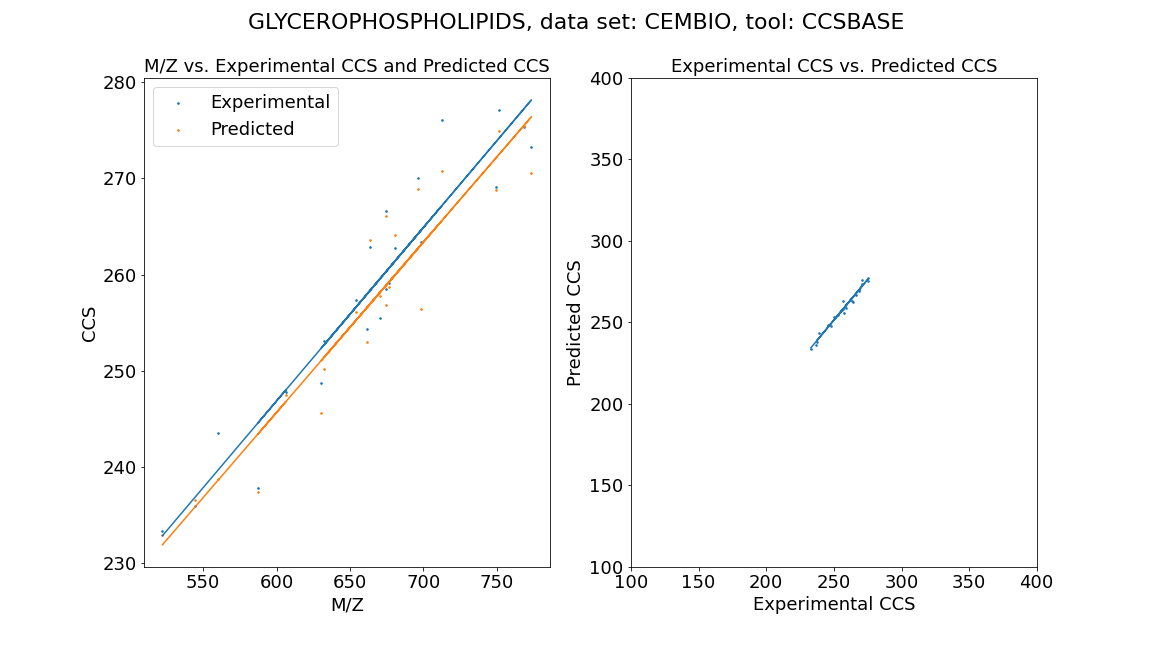 GLYCEROPHOSPHOLIPIDS, data set: CEMBIO, tool: CCSBASE
M/Z vs. Experimental CCS and Predicted CCS
280
270
260
250
240
230
CCS
Experimental
Predicted
550 600 650 700 750
M/Z
Experimental CCS vs. Predicted CCS
400
350
300
250
200
150
100
Predicted CCS
100 150 200 250 300 350 400
Experimental CCS